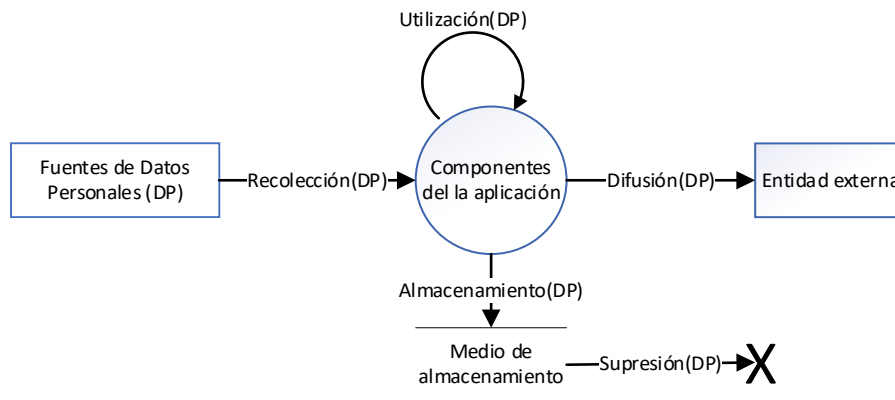 Utilización(DP)
Fuentes de Datos
Personales (DP)
Recolección(DP)
Componentes
del la aplicación
Difusión(DP)
Entidad externa
Almacenamiento(DP)
Medio de
almacenamiento
Supresión(DP)
X